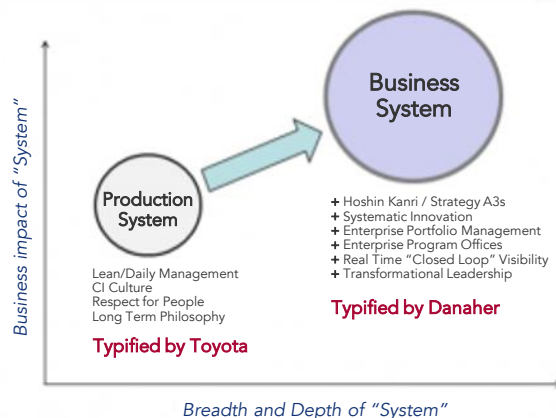 Business impact of “System”
Business
System
Production
System
Lean/Daily Management
CI Culture
Respect for People
Long Term Philosophy
Typified by Toyota
+ Hoshin Kanri / Strategy A3s
+ Systematic Innovation
+ Enterprise Portfolio Management
+ Enterprise Program Offices
+ Real Time “Closed Loop” Visibility
+ Transformational Leadership
Typified by Danaher
Breadth and Depth of “System”